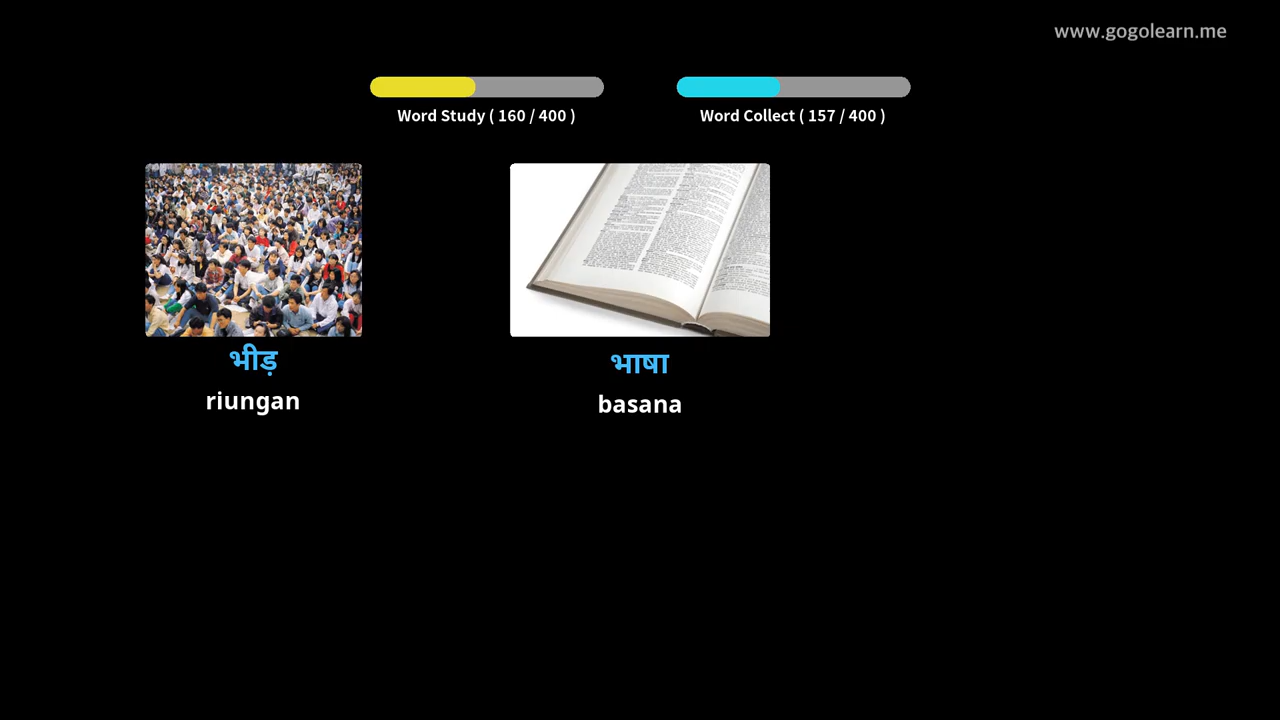 www.gogolearn.me
Word Study ( 160 / 400 )
Word Collect ( 157 / 400 )
भीड़
riungan
भाषा
basana